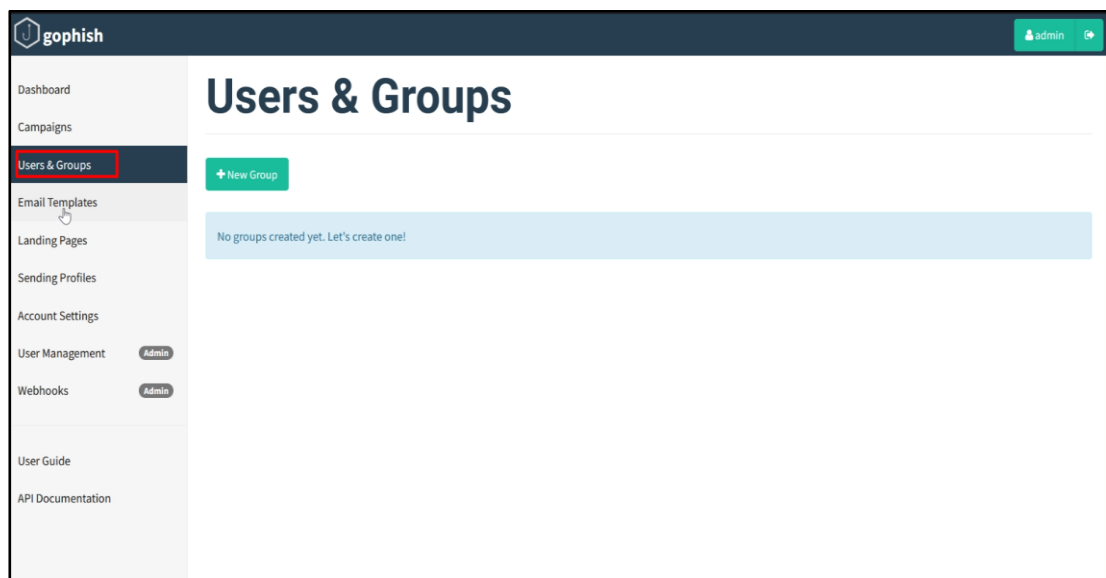 gophish
admin
Dashboard
Users & Groups
Campaigns
Users & Groups
+ New Group
Email Templates
Landing Pages
No groups created yet. Let's create one!
Sending Profiles
Account Settings
User Management Admin
Webhooks Admin
User Guide
API Documentation